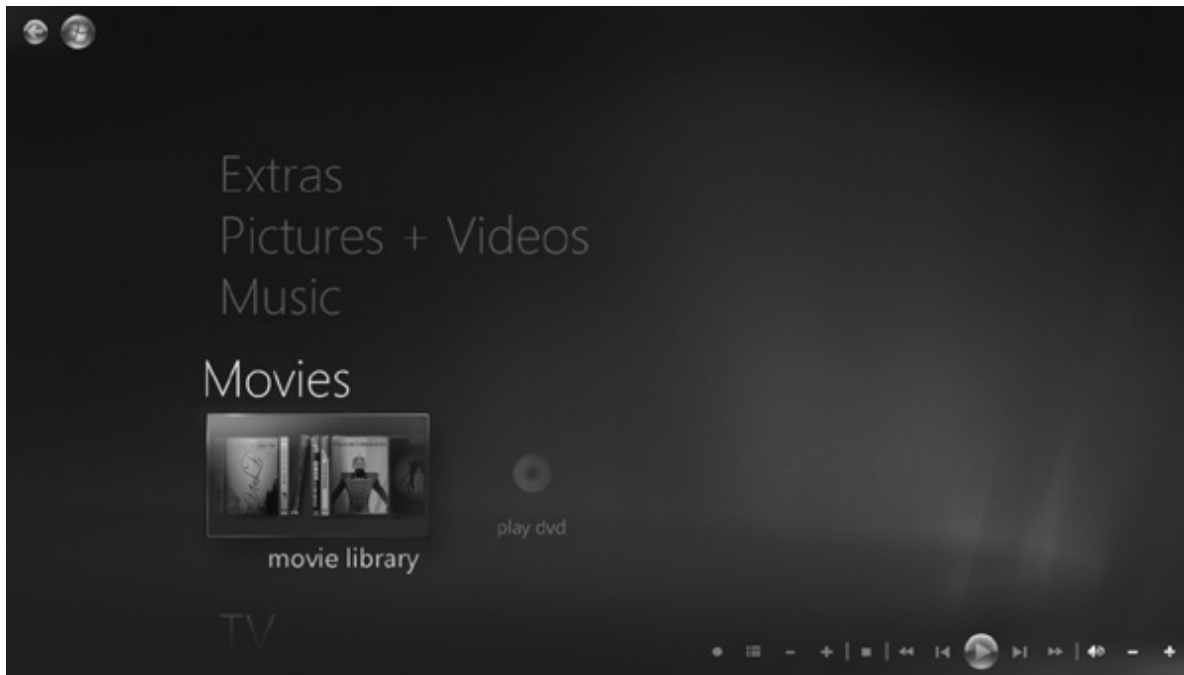 Extras
Pictures + Videos
Music
Movies
movie library
play dvd
TV